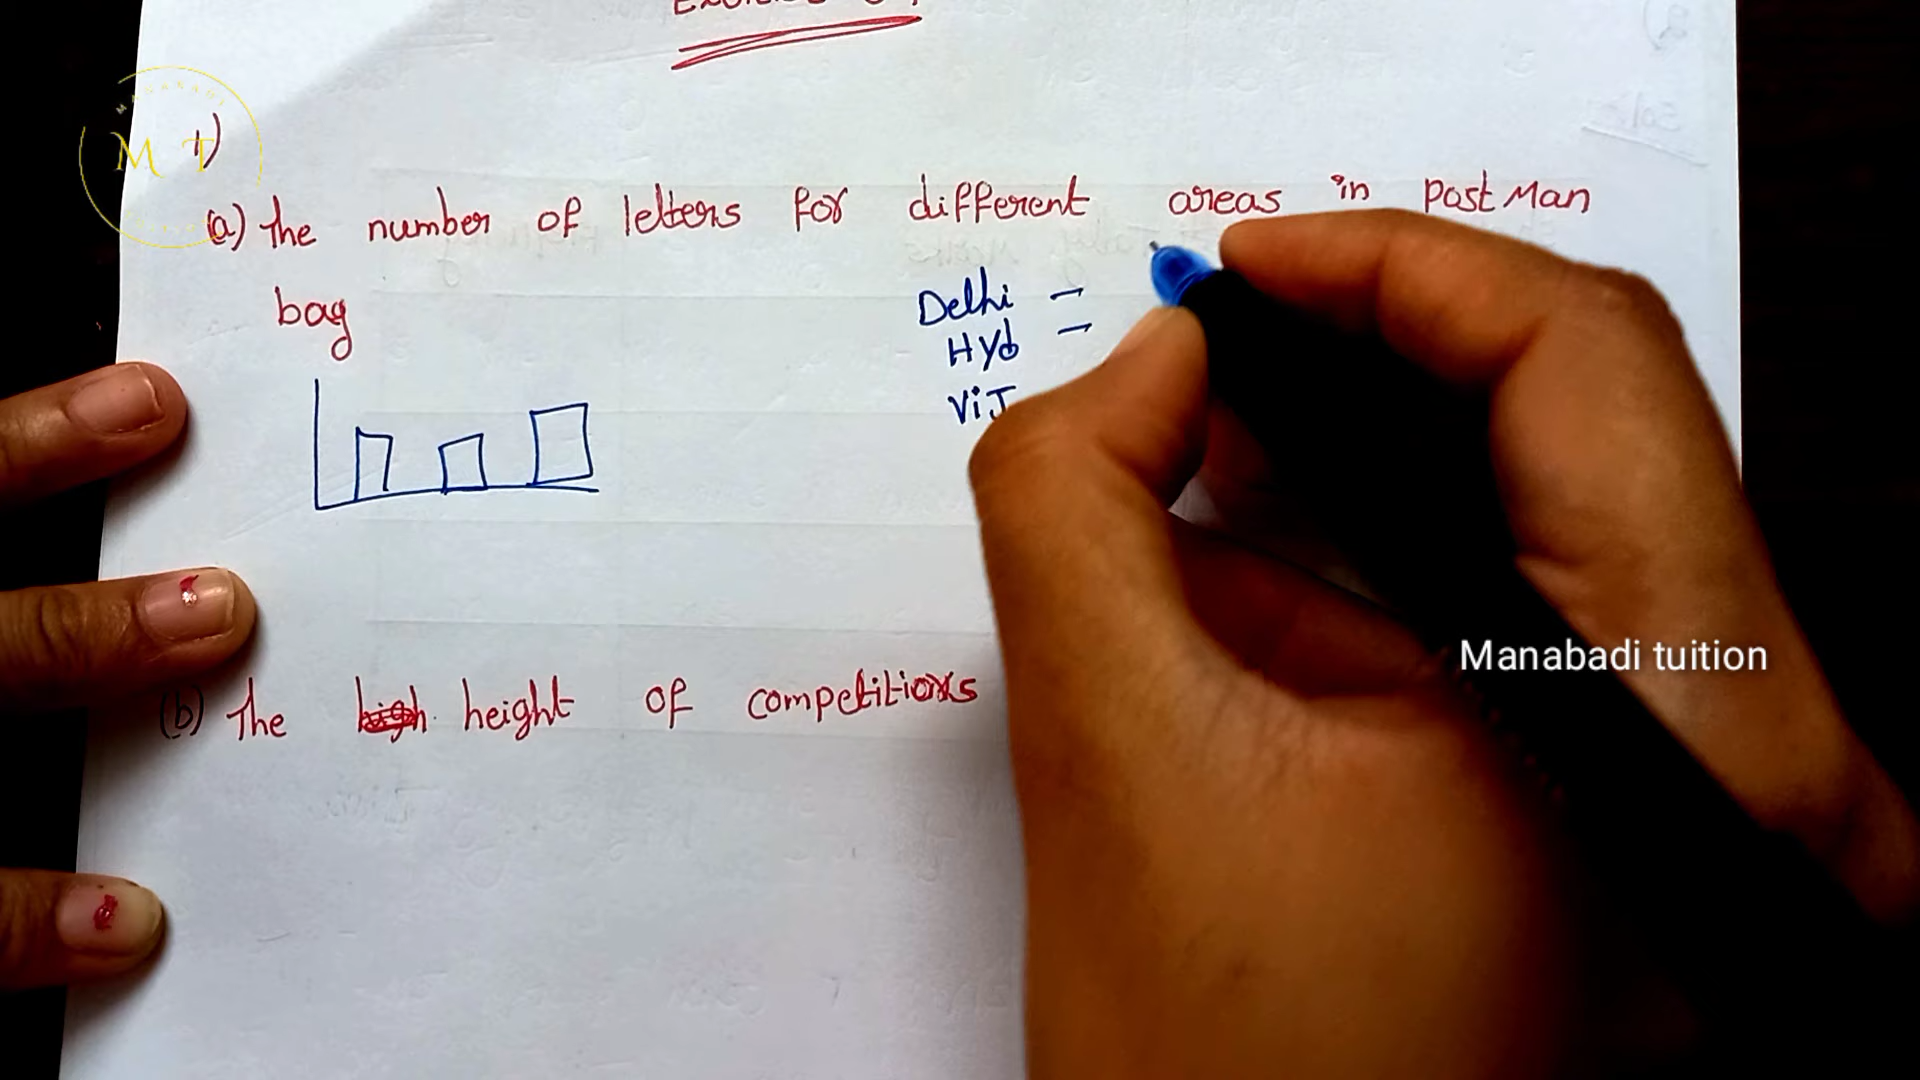 M T
1)
(a) The number of letters for different areas in post Man
bag
Delhi –
Hyd –
ViJ
(b) The height of competitions
Manabadi tuition